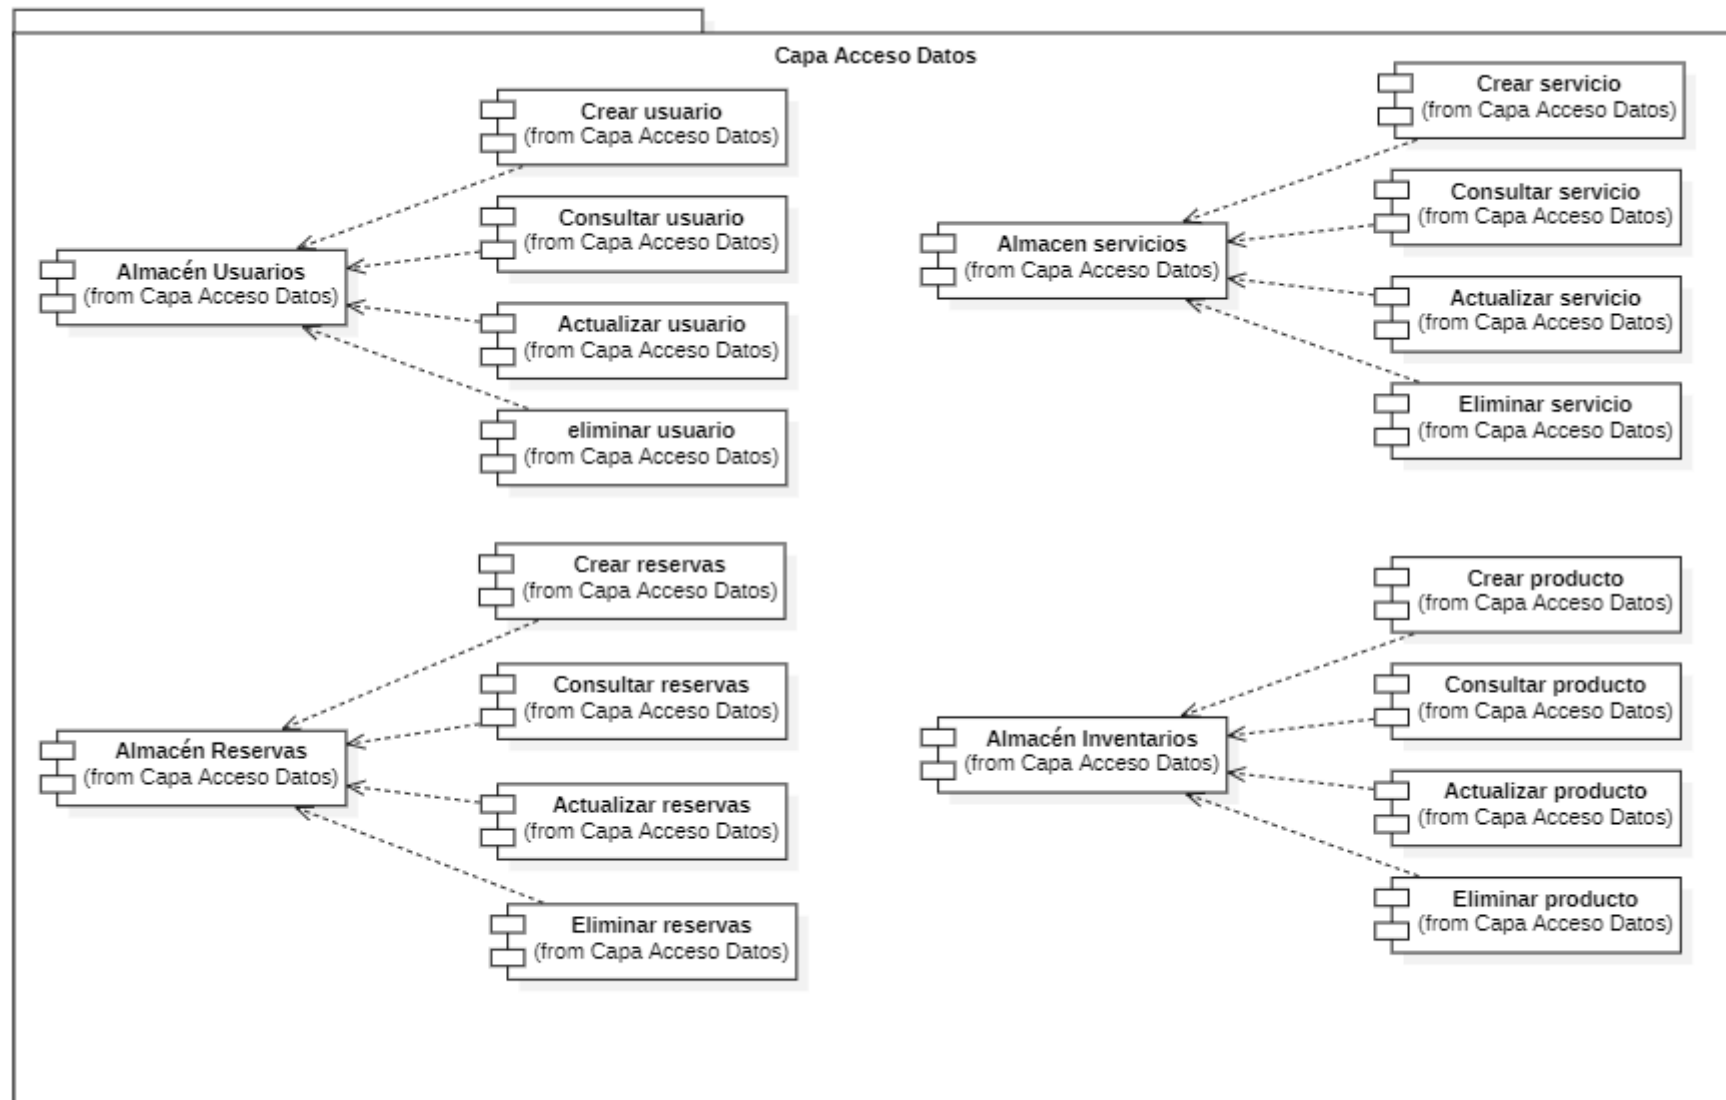 Capa Acceso Datos
Crear usuario
(from Capa Acceso Datos)
Consultar usuario
(from Capa Acceso Datos)
Almacén Usuarios
(from Capa Acceso Datos)
Actualizar usuario
(from Capa Acceso Datos)
eliminar usuario
(from Capa Acceso Datos)
Crear servicio
(from Capa Acceso Datos)
Consultar servicio
(from Capa Acceso Datos)
Almacen servicios
(from Capa Acceso Datos)
Actualizar servicio
(from Capa Acceso Datos)
Eliminar servicio
(from Capa Acceso Datos)
Crear reservas
(from Capa Acceso Datos)
Consultar reservas
(from Capa Acceso Datos)
Almacén Reservas
(from Capa Acceso Datos)
Actualizar reservas
(from Capa Acceso Datos)
Eliminar reservas
(from Capa Acceso Datos)
Crear producto
(from Capa Acceso Datos)
Consultar producto
(from Capa Acceso Datos)
Almacén Inventarios
(from Capa Acceso Datos)
Actualizar producto
(from Capa Acceso Datos)
Eliminar producto
(from Capa Acceso Datos)